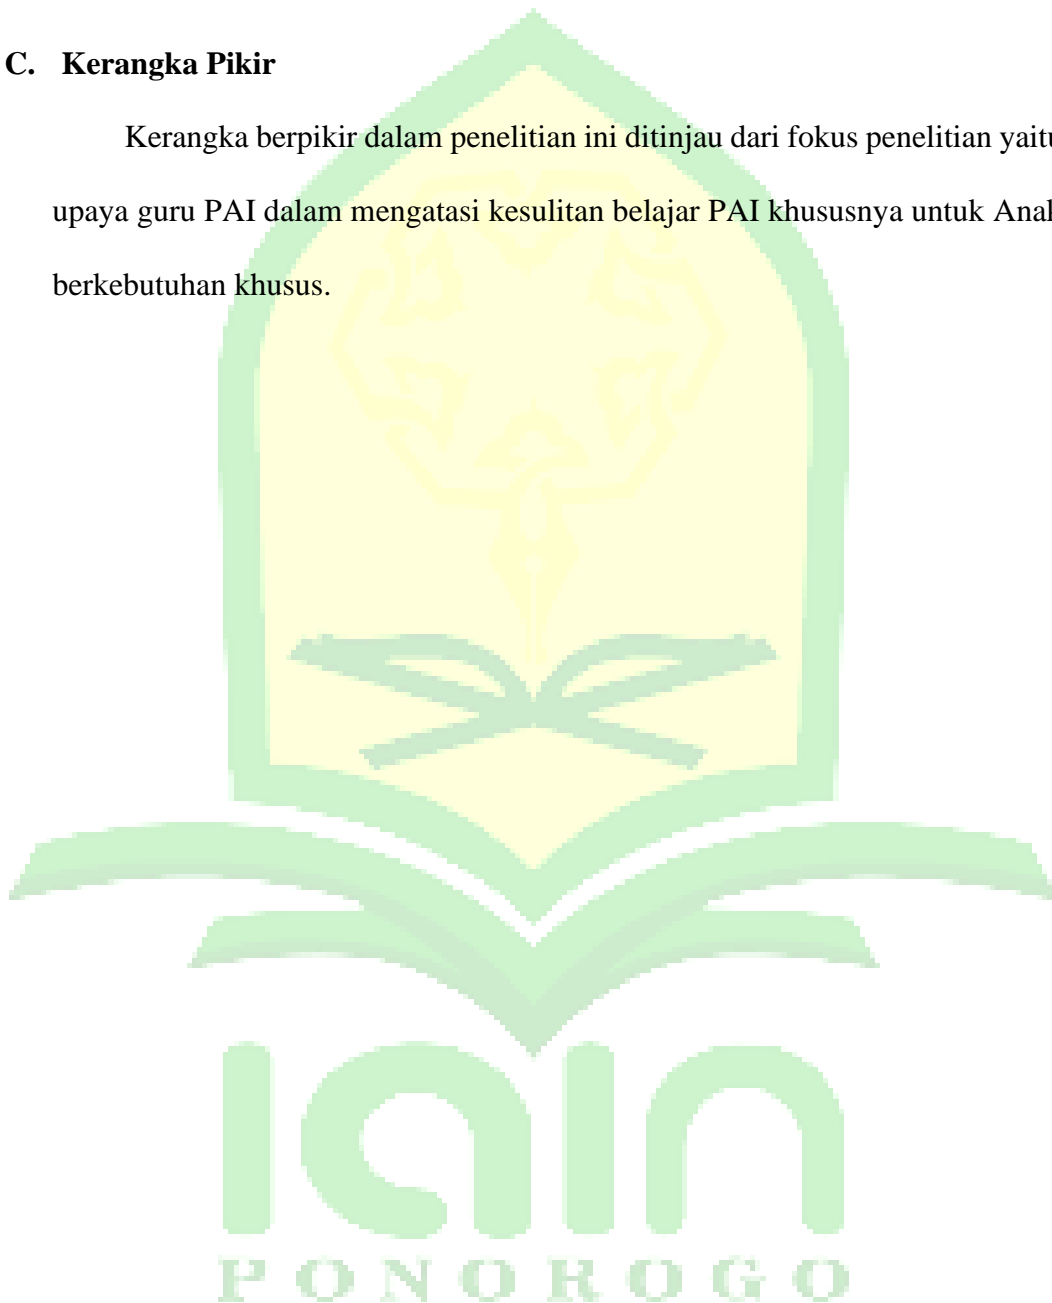 C. Kerangka Pikir
Kerangka berpikir dalam penelitian ini ditinjau dari fokus penelitian yaitu
upaya guru PAI dalam mengatasi kesulitan belajar PAI khususnya untuk Anak
berkebutuhan khusus.
iain
PONOROGO